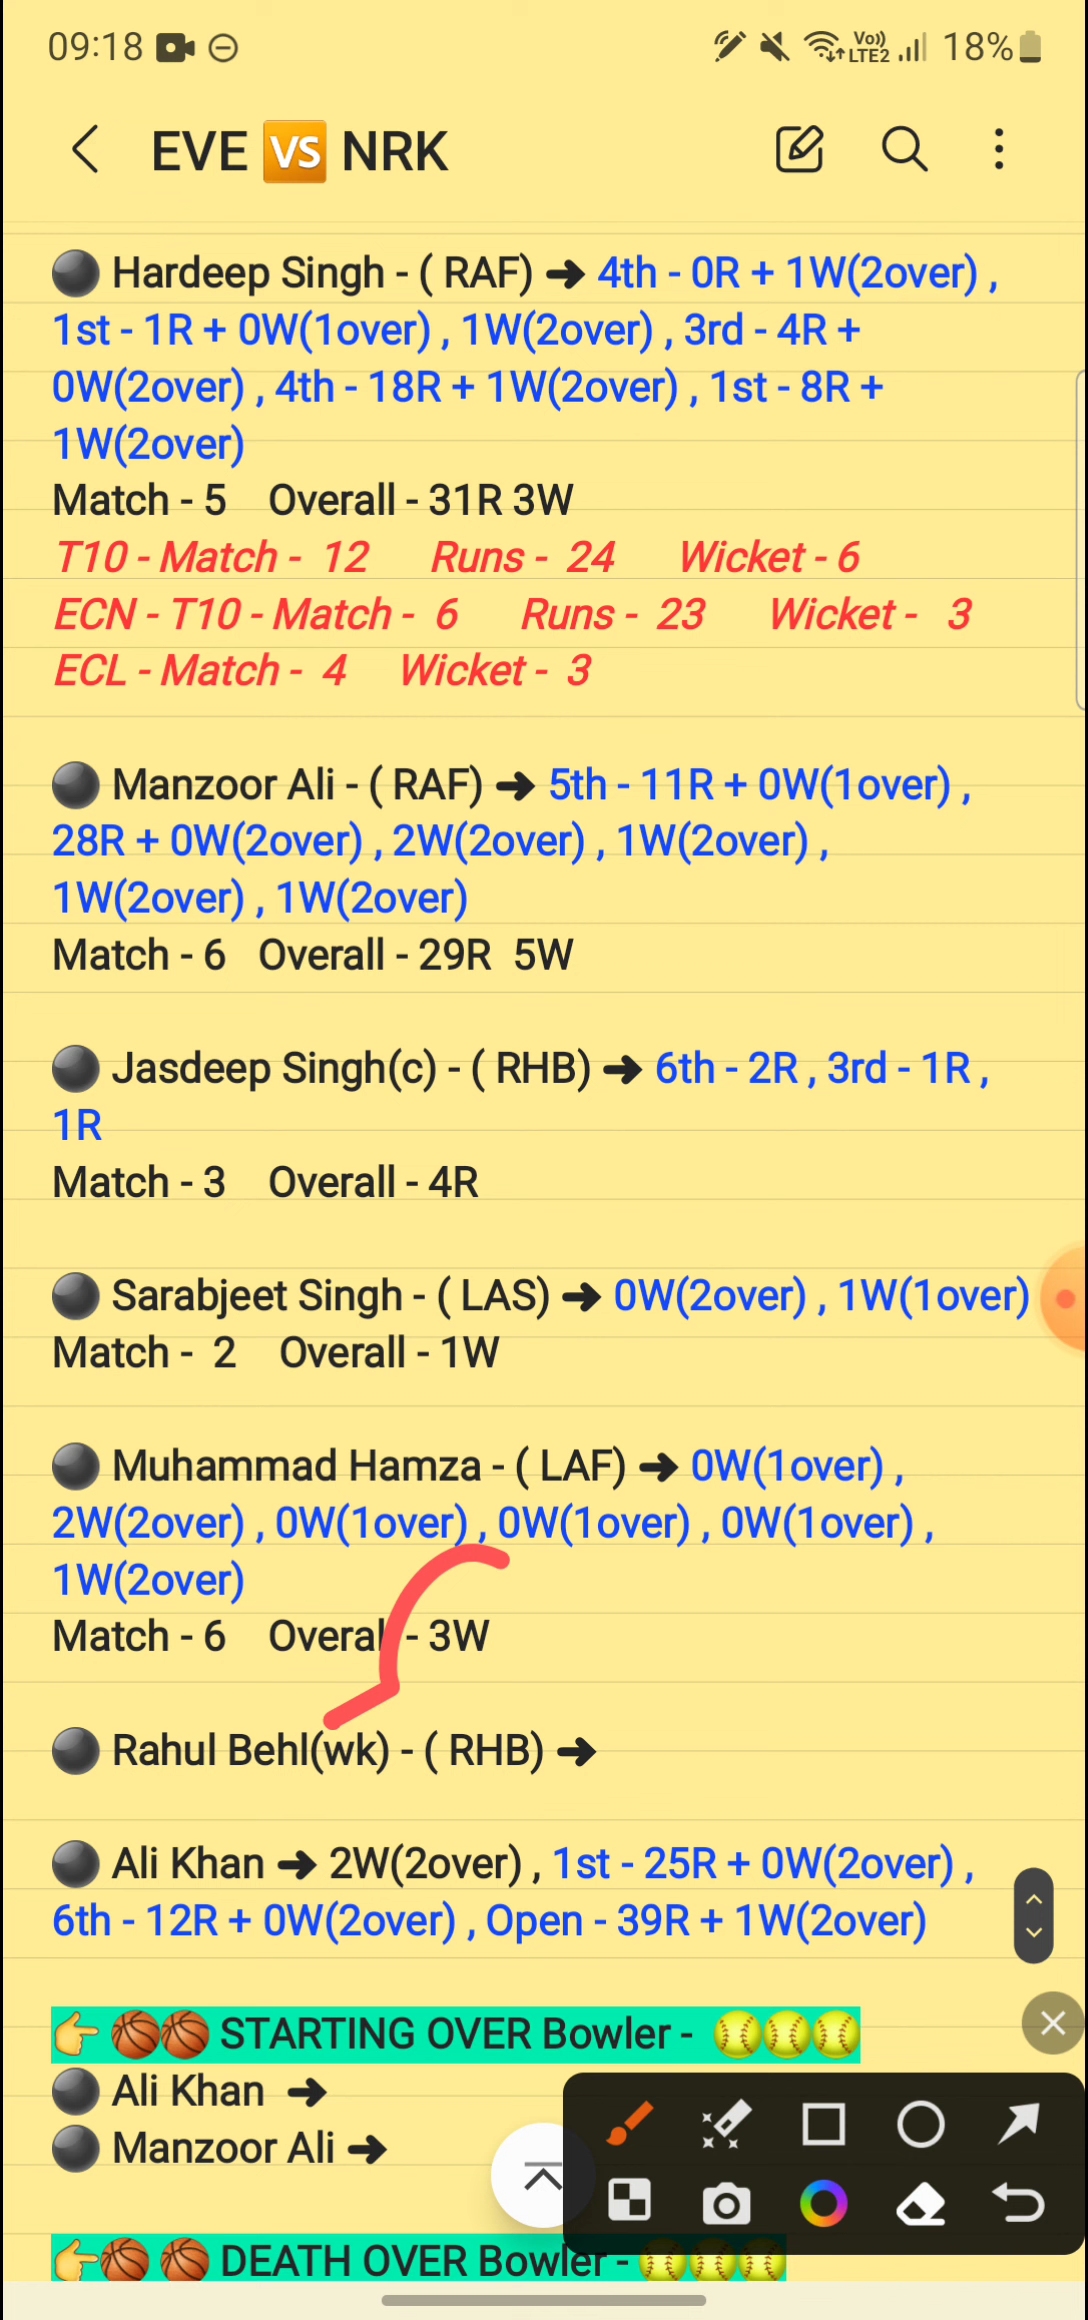 09:18 Vo)) LTE2 18%
EVE VS NRK
Hardeep Singh - ( RAF) ➔ 4th - 0R + 1W(2over) ,
1st - 1R + 0W(1over) , 1W(2over) , 3rd - 4R +
0W(2over) , 4th - 18R + 1W(2over) , 1st - 8R +
1W(2over)
Match - 5 Overall - 31R 3W
T10 - Match - 12 Runs - 24 Wicket - 6
ECN - T10 - Match - 6 Runs - 23 Wicket - 3
ECL - Match - 4 Wicket - 3
Manzoor Ali - ( RAF) ➔ 5th - 11R + 0W(1over) ,
28R + 0W(2over) , 2W(2over) , 1W(2over) ,
1W(2over) , 1W(2over)
Match - 6 Overall - 29R 5W
Jasdeep Singh(c) - ( RHB) ➔ 6th - 2R , 3rd - 1R ,
1R
Match - 3 Overall - 4R
Sarabjeet Singh - ( LAS) ➔ 0W(2over) , 1W(1over)
Match - 2 Overall - 1W
Muhammad Hamza - ( LAF) ➔ 0W(1over) ,
2W(2over) , 0W(1over) , 0W(1over) , 0W(1over) ,
1W(2over)
Match - 6 Overall - 3W
Rahul Behl(wk) - ( RHB) ➔
Ali Khan ➔ 2W(2over) , 1st - 25R + 0W(2over) ,
6th - 12R + 0W(2over) , Open - 39R + 1W(2over)
STARTING OVER Bowler -
Ali Khan ➔
Manzoor Ali ➔
DEATH OVER Bowler -